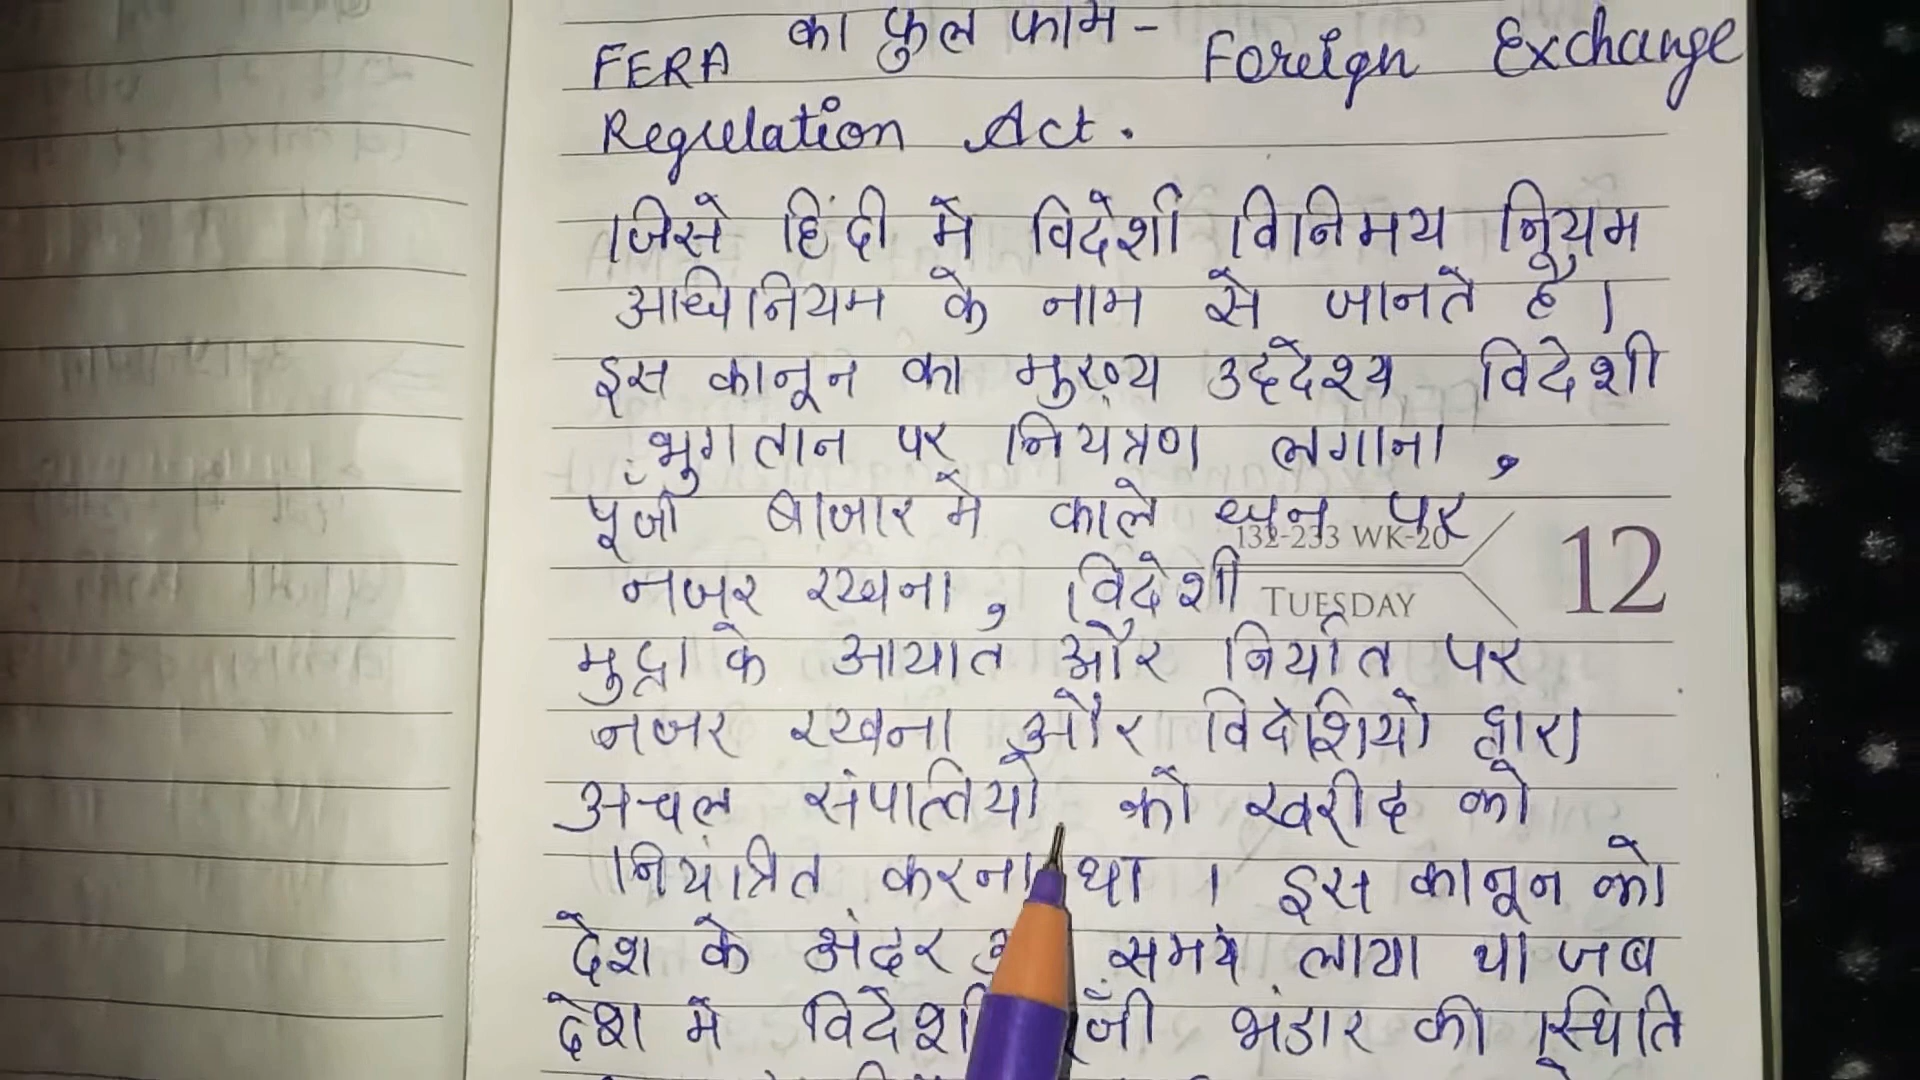 FERA का फुल फाम - Foreign Exchange
Regulation Act.
जिसे हिंदी में विदेशी विनिमय नियम
अधिनियम के नाम से जानते हैं।
इस कानून का मुख्य उद्देश्य विदेशी
भुगतान पर नियंत्रण लगाना,
पूँजी बाजार में काले धन पर
132-233 WK-20
12
नजर रखना, विदेशी
TUESDAY
मुद्रा के आयात और निर्यात पर
नजर रखना और विदेशियो द्वारा
अचल संपत्तियो की खरीद को
नियंत्रित करना था । इस कानून को
देश के अंदर समय लाया था जब
देश में विदेशी भंडार की स्थिति